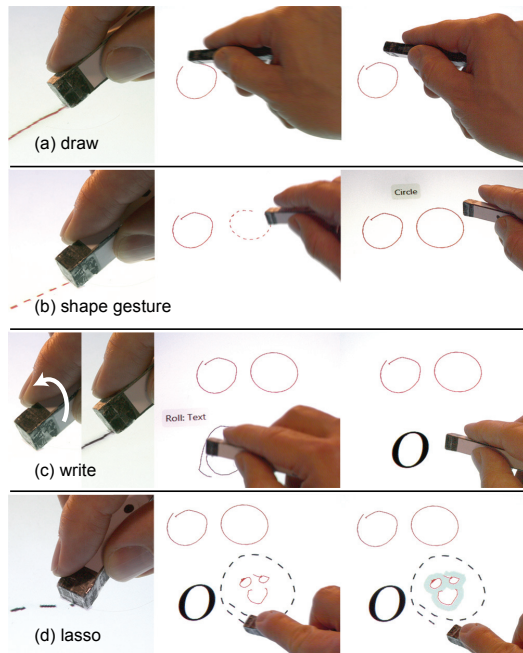 (a) draw
Circle
(b) shape gesture
Roll: Text
O
(c) write
O
O
(d) lasso